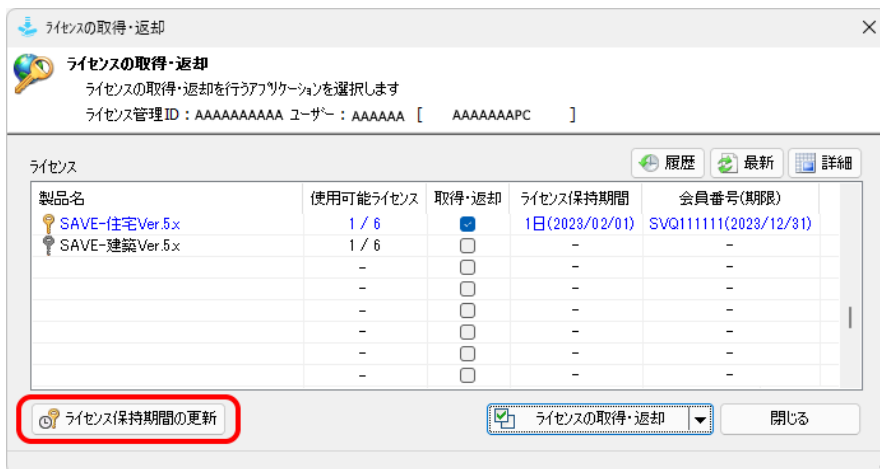 ライセンスの取得・返却
ライセンスの取得・返却
ライセンスの取得・返却を行うアプリケーションを選択します
ライセンス管理ID：AAAAAAAAAA ユーザー：AAAAAA [ AAAAAAAPC ]
ライセンス 履歴 最新 詳細
製品名 使用可能ライセンス 取得・返却 ライセンス保持期間 会員番号(期限)
SAVE-住宅Ver.5.x 1 / 6 1日(2023/02/01) SVQ111111(2023/12/31)
SAVE-建築Ver.5.x 1 / 6 - -
- - -
- - -
- - -
- - -
- - -
- - -
ライセンス保持期間の更新 ライセンスの取得・返却 閉じる